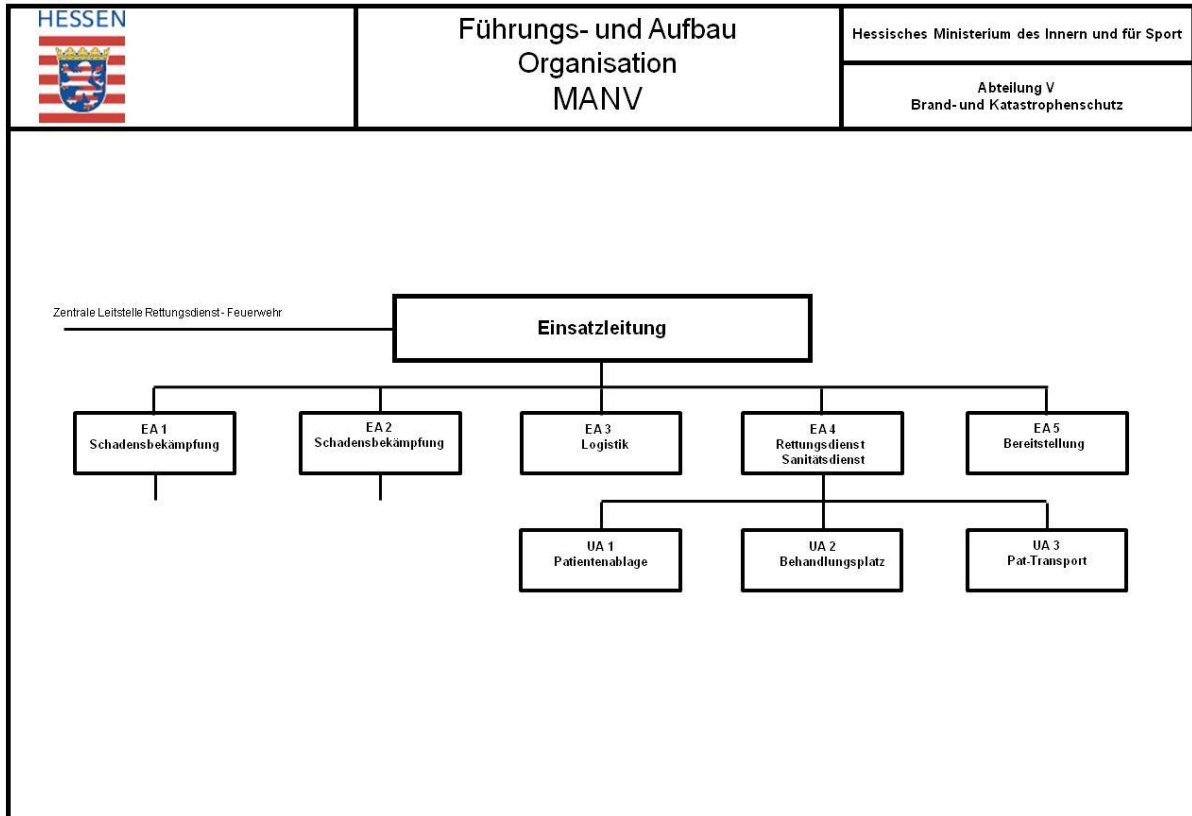 HESSEN
Führungs- und Aufbau
Organisation
MANV
Hessisches Ministerium des Innern und für Sport
Abteilung V
Brand- und Katastrophenschutz
Zentrale Leitstelle Rettungsdienst- Feuerwehr
Einsatzleitung
EA 1
Schadensbekämpfung
EA 2
Schadensbekämpfung
EA 3
Logistik
EA 4
Rettungsdienst
Sanitätsdienst
EA 5
Bereitstellung
UA 1
Patientenablage
UA 2
Behandlungsplatz
UA 3
Pat-Transport